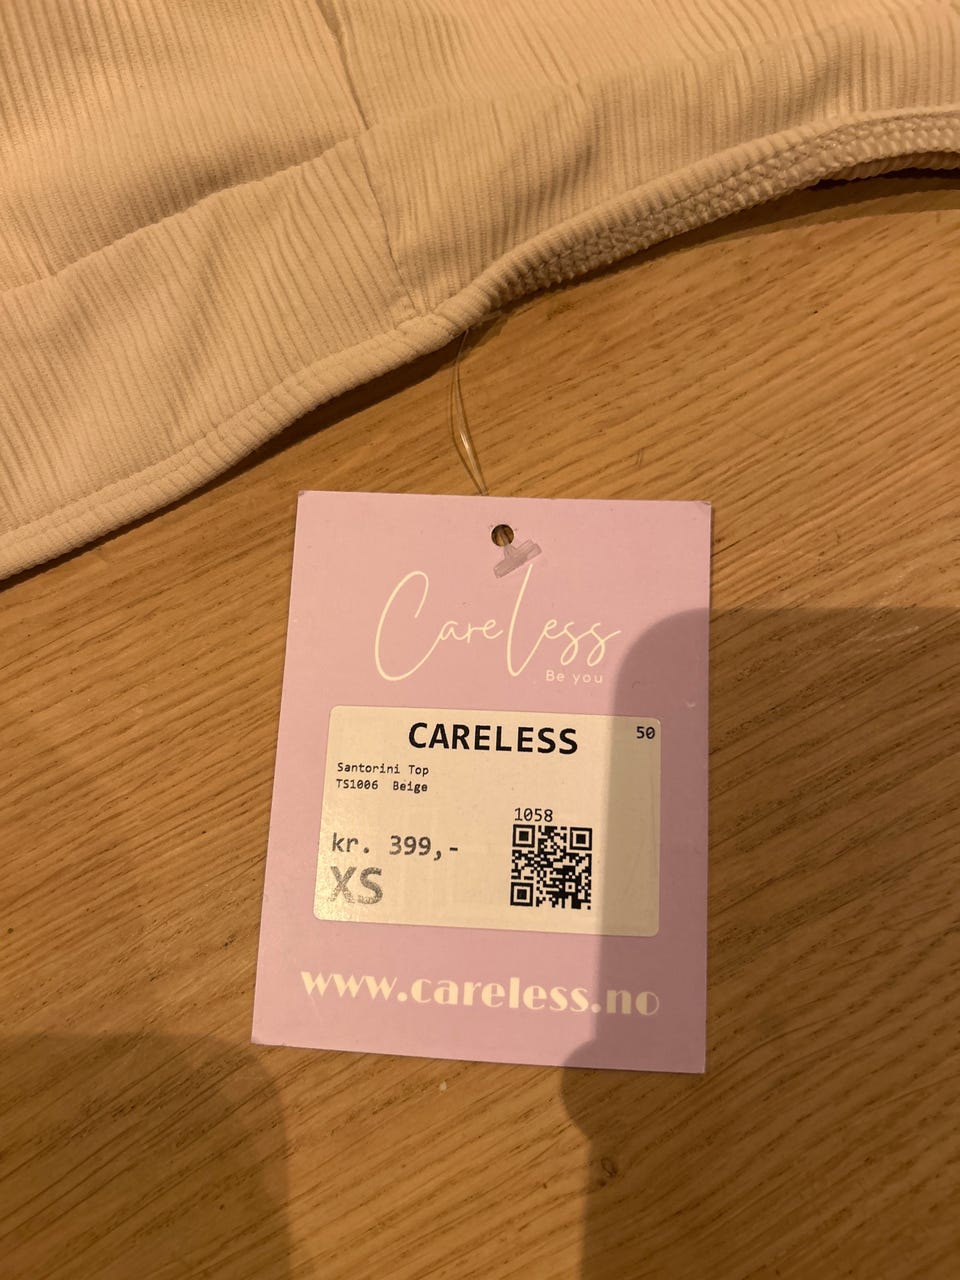 CareLess
Be you
CARELESS
50
Santorini Top
TS1006 Beige
1058
kr. 399,-
XS
www.careless.no